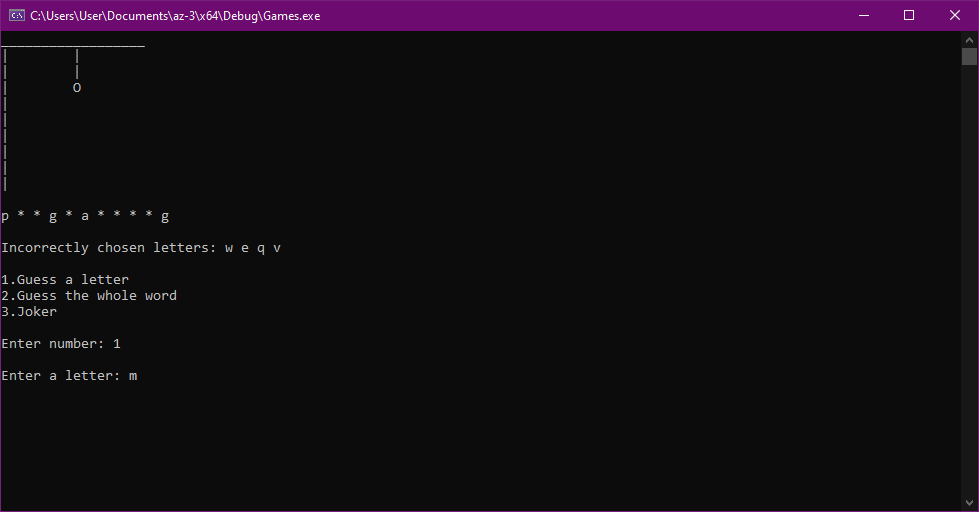 C:\Users\User\Documents\az-3\x64\Debug\Games.exe
__________________
|        |
|        |
|        O
|
|
|
|
|
|
p * * g * a * * * * g
Incorrectly chosen letters: w e q v
1.Guess a letter
2.Guess the whole word
3.Joker
Enter number: 1
Enter a letter: m